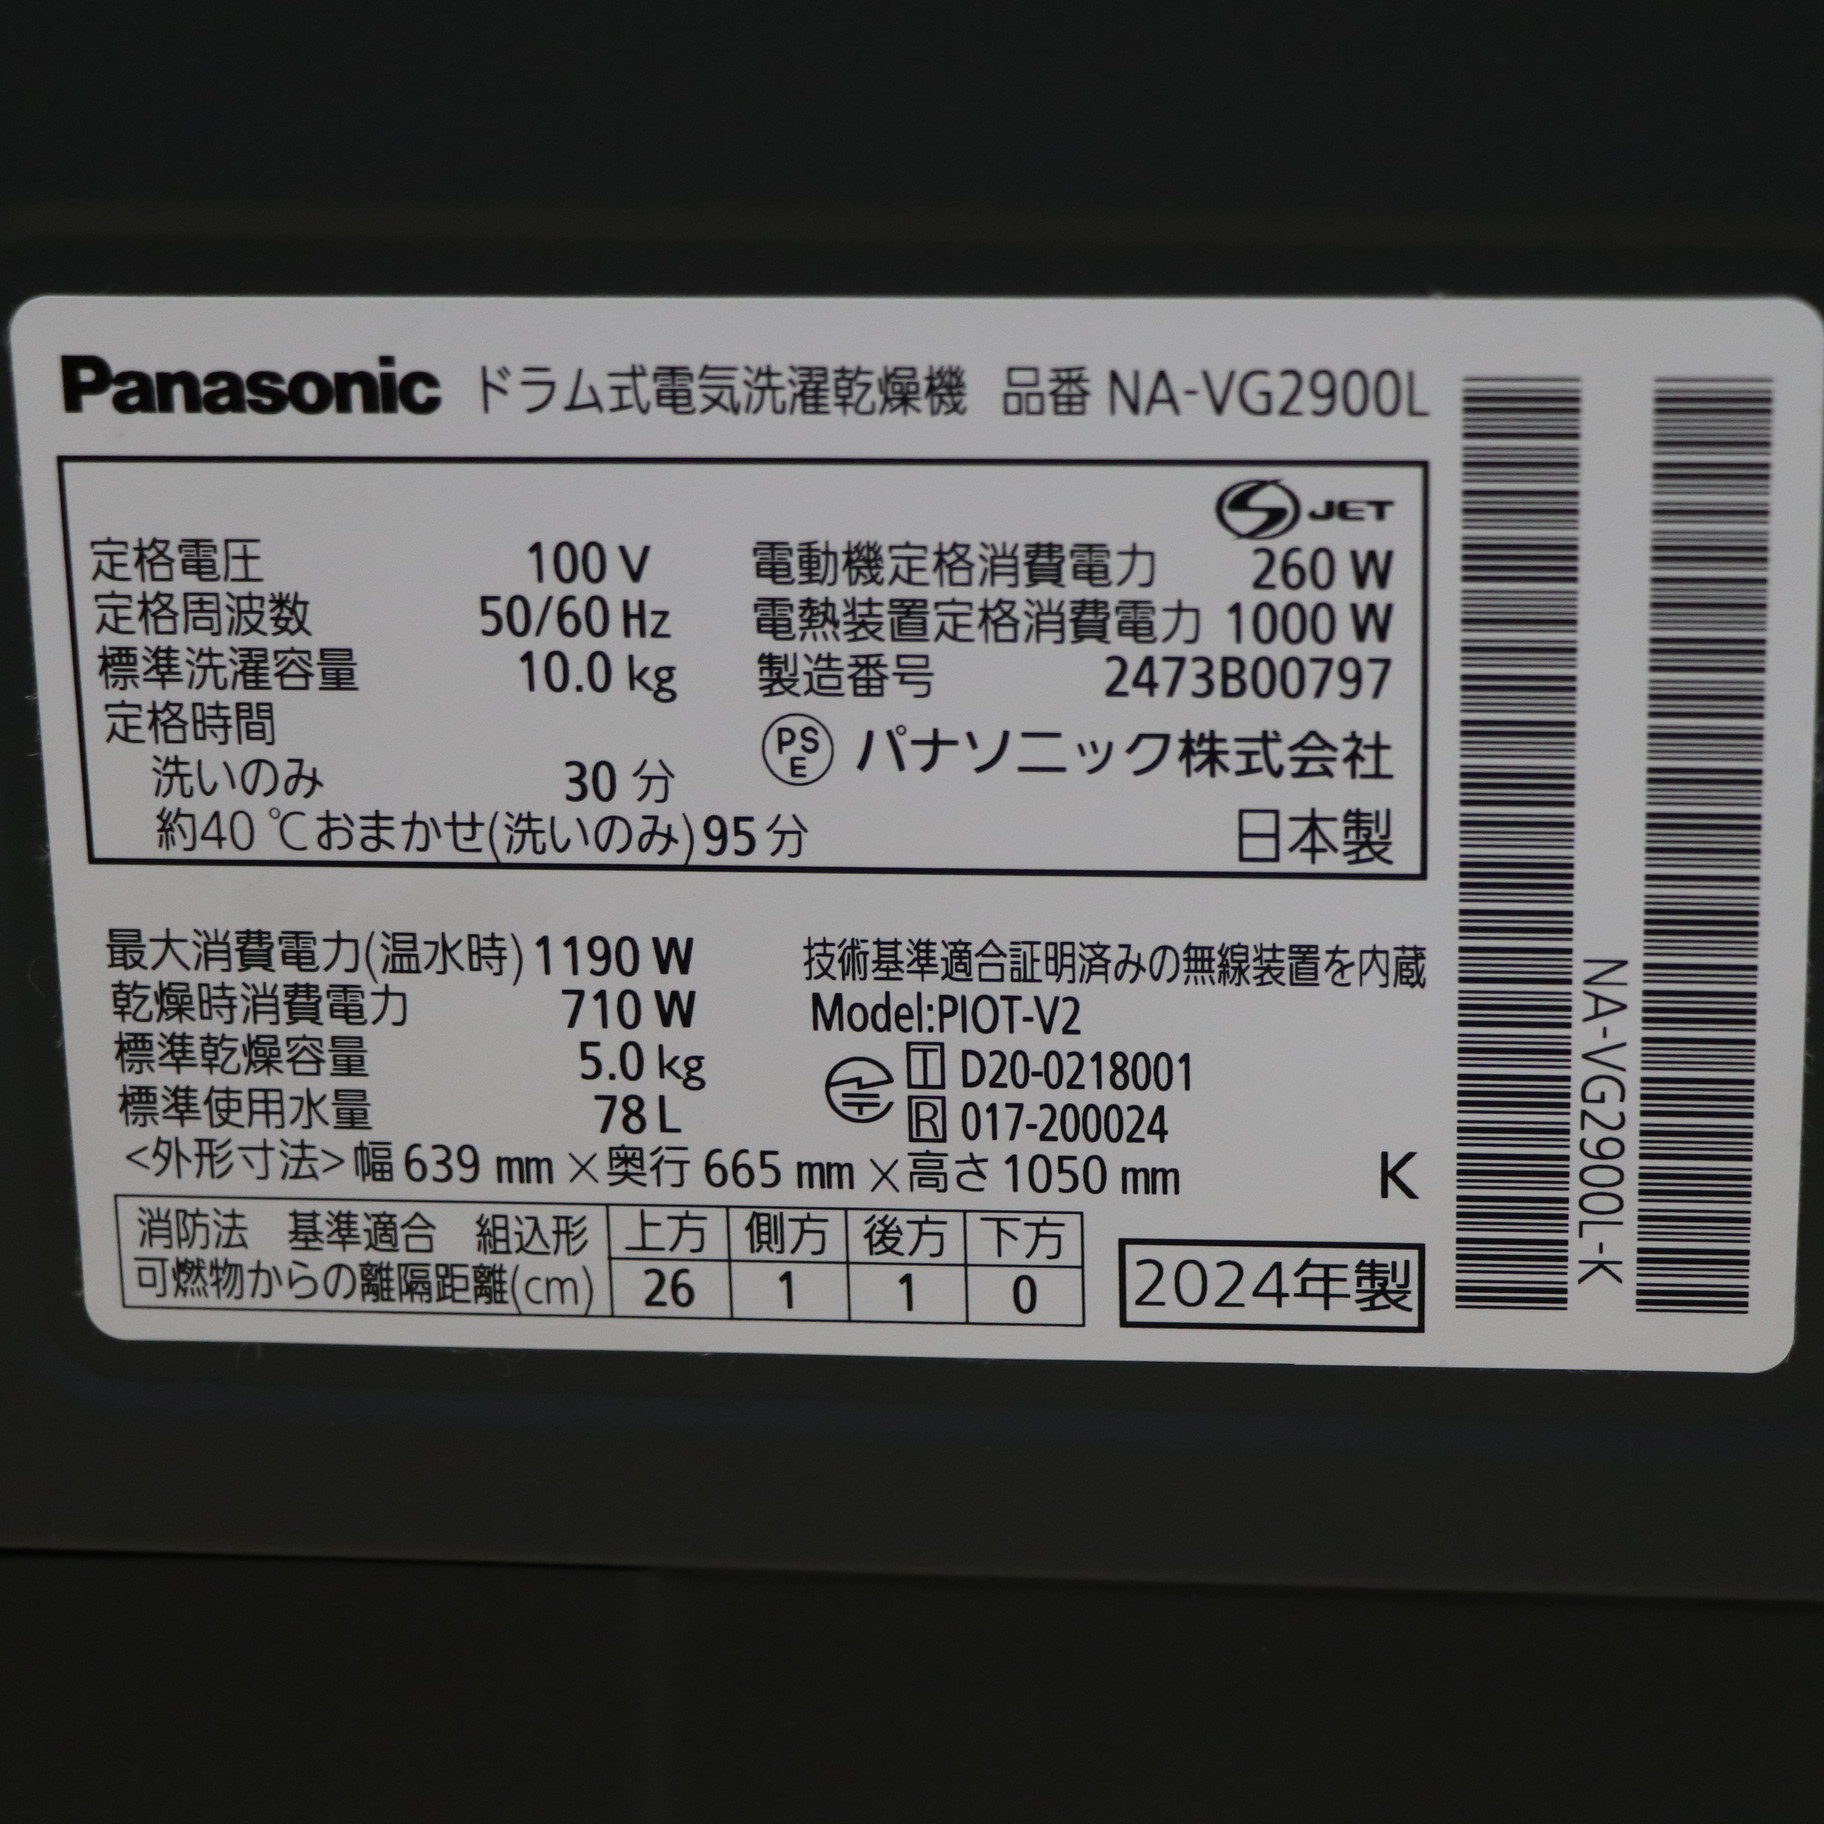 Panasonic ドラム式電気洗濯乾燥機 品番 NA-VG2900L
JET
定格電圧 100 V 電動機定格消費電力 260 W
定格周波数 50/60 Hz 電熱装置定格消費電力 1000 W
標準洗濯容量 10.0 kg 製造番号 2473B00797
定格時間
洗いのみ 30 分 PSE パナソニック株式会社
約40℃おまかせ(洗いのみ) 95 分 日本製
最大消費電力(温水時) 1190 W 技術基準適合証明済みの無線装置を内蔵
乾燥時消費電力 710 W Model:PIOT-V2
標準乾燥容量 5.0 kg T D20-0218001
標準使用水量 78 L R 017-200024
<外形寸法> 幅 639 mm × 奥行 665 mm × 高さ 1050 mm K
消防法 基準適合 組込形 上方 側方 後方 下方
可燃物からの離隔距離(cm) 26 1 1 0
2024年製
NA-VG2900L-K